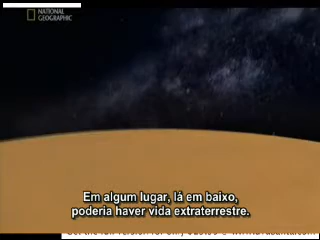 NATIONAL
GEOGRAPHIC
Em algum lugar, lá em baixo,
poderia haver vida extraterrestre.